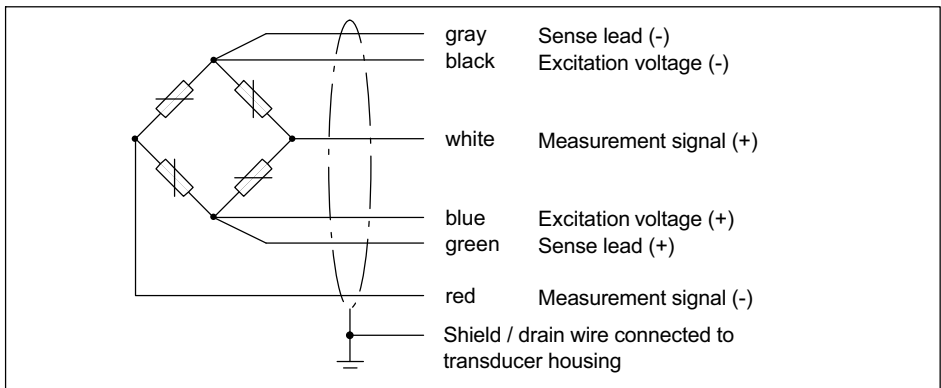 gray Sense lead (-)
black Excitation voltage (-)
white Measurement signal (+)
blue Excitation voltage (+)
green Sense lead (+)
red Measurement signal (-)
Shield / drain wire connected to
transducer housing